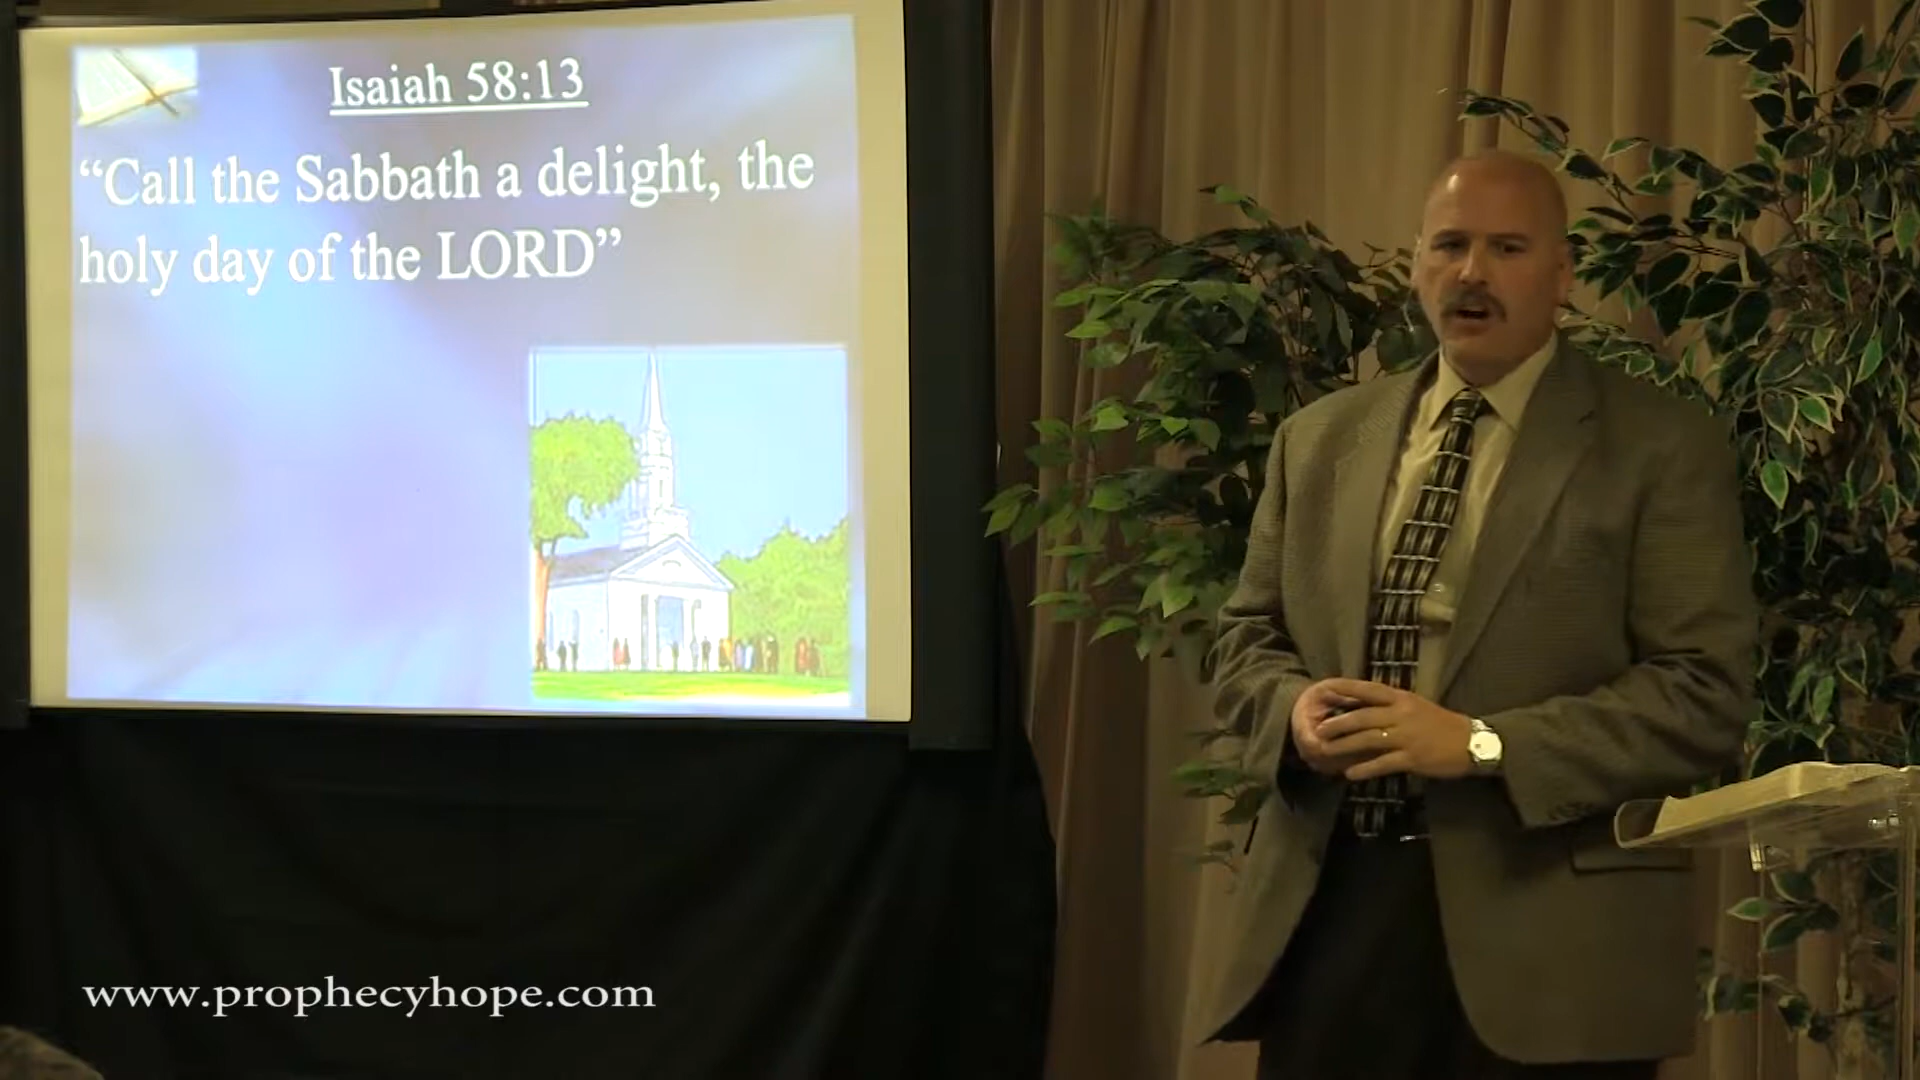 Isaiah 58:13
“Call the Sabbath a delight, the
holy day of the LORD”
www.prophecyhope.com